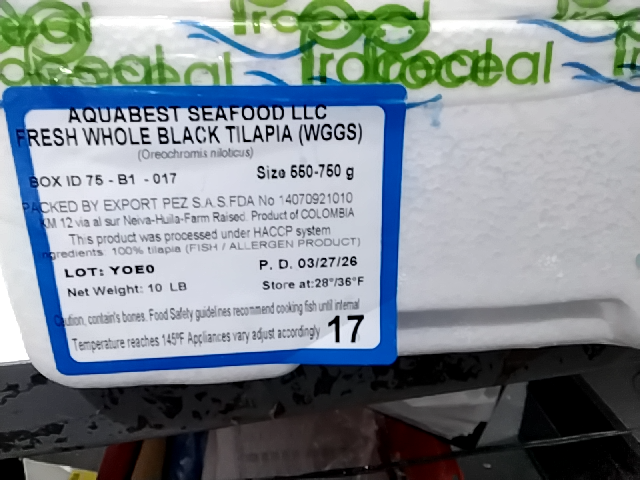 AQUABEST SEAFOOD LLC
FRESH WHOLE BLACK TILAPIA (WGGS)
(Oreochromis niloticus)
BOX ID 75 - B1 - 017 Size 550-750 g
PACKED BY EXPORT PEZ S.A.S.FDA No 14070921010
KM 12 via al sur Neiva-Huila-Farm Raised. Product of COLOMBIA
This product was processed under HACCP system
ngredients: 100% tilapia (FISH / ALLERGEN PRODUCT)
LOT: YOE0 P. D. 03/27/26
Net Weight: 10 LB Store at:28°/36°F
Caution, contain's bones. Food Safety guidelines recommend cooking fish until internal
Temperature reaches 145ºF Appliances vary adjust accordingly 17